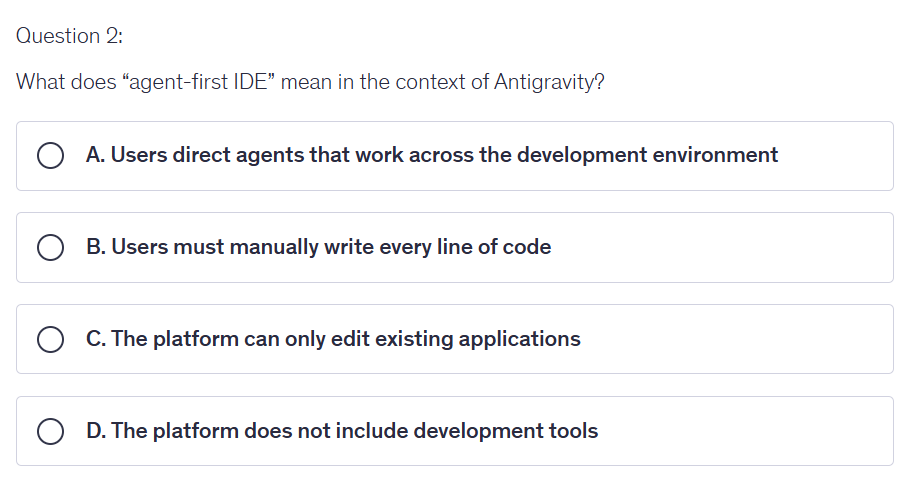 Question 2:
What does “agent-first IDE” mean in the context of Antigravity?
A. Users direct agents that work across the development environment
B. Users must manually write every line of code
C. The platform can only edit existing applications
D. The platform does not include development tools